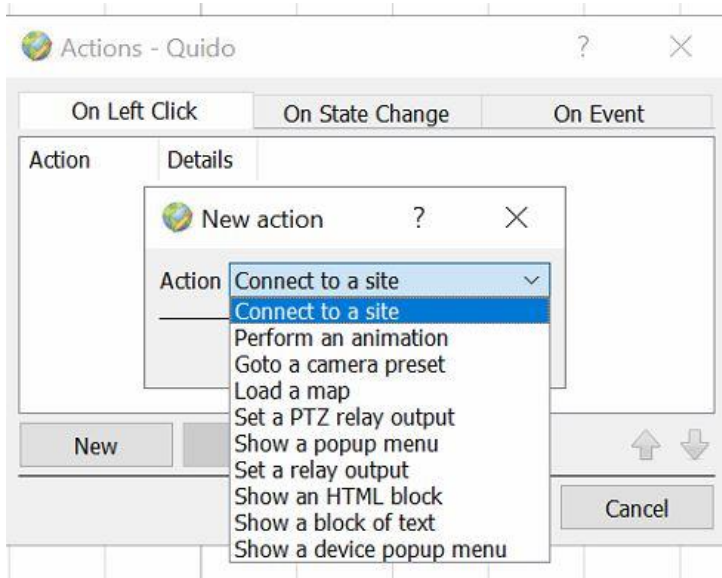 Actions - Quido
On Left Click On State Change On Event
Action Details
New action
Action Connect to a site
Connect to a site
Perform an animation
Goto a camera preset
Load a map
Set a PTZ relay output
Show a popup menu
Set a relay output
Show an HTML block
Show a block of text
Show a device popup menu
New Cancel